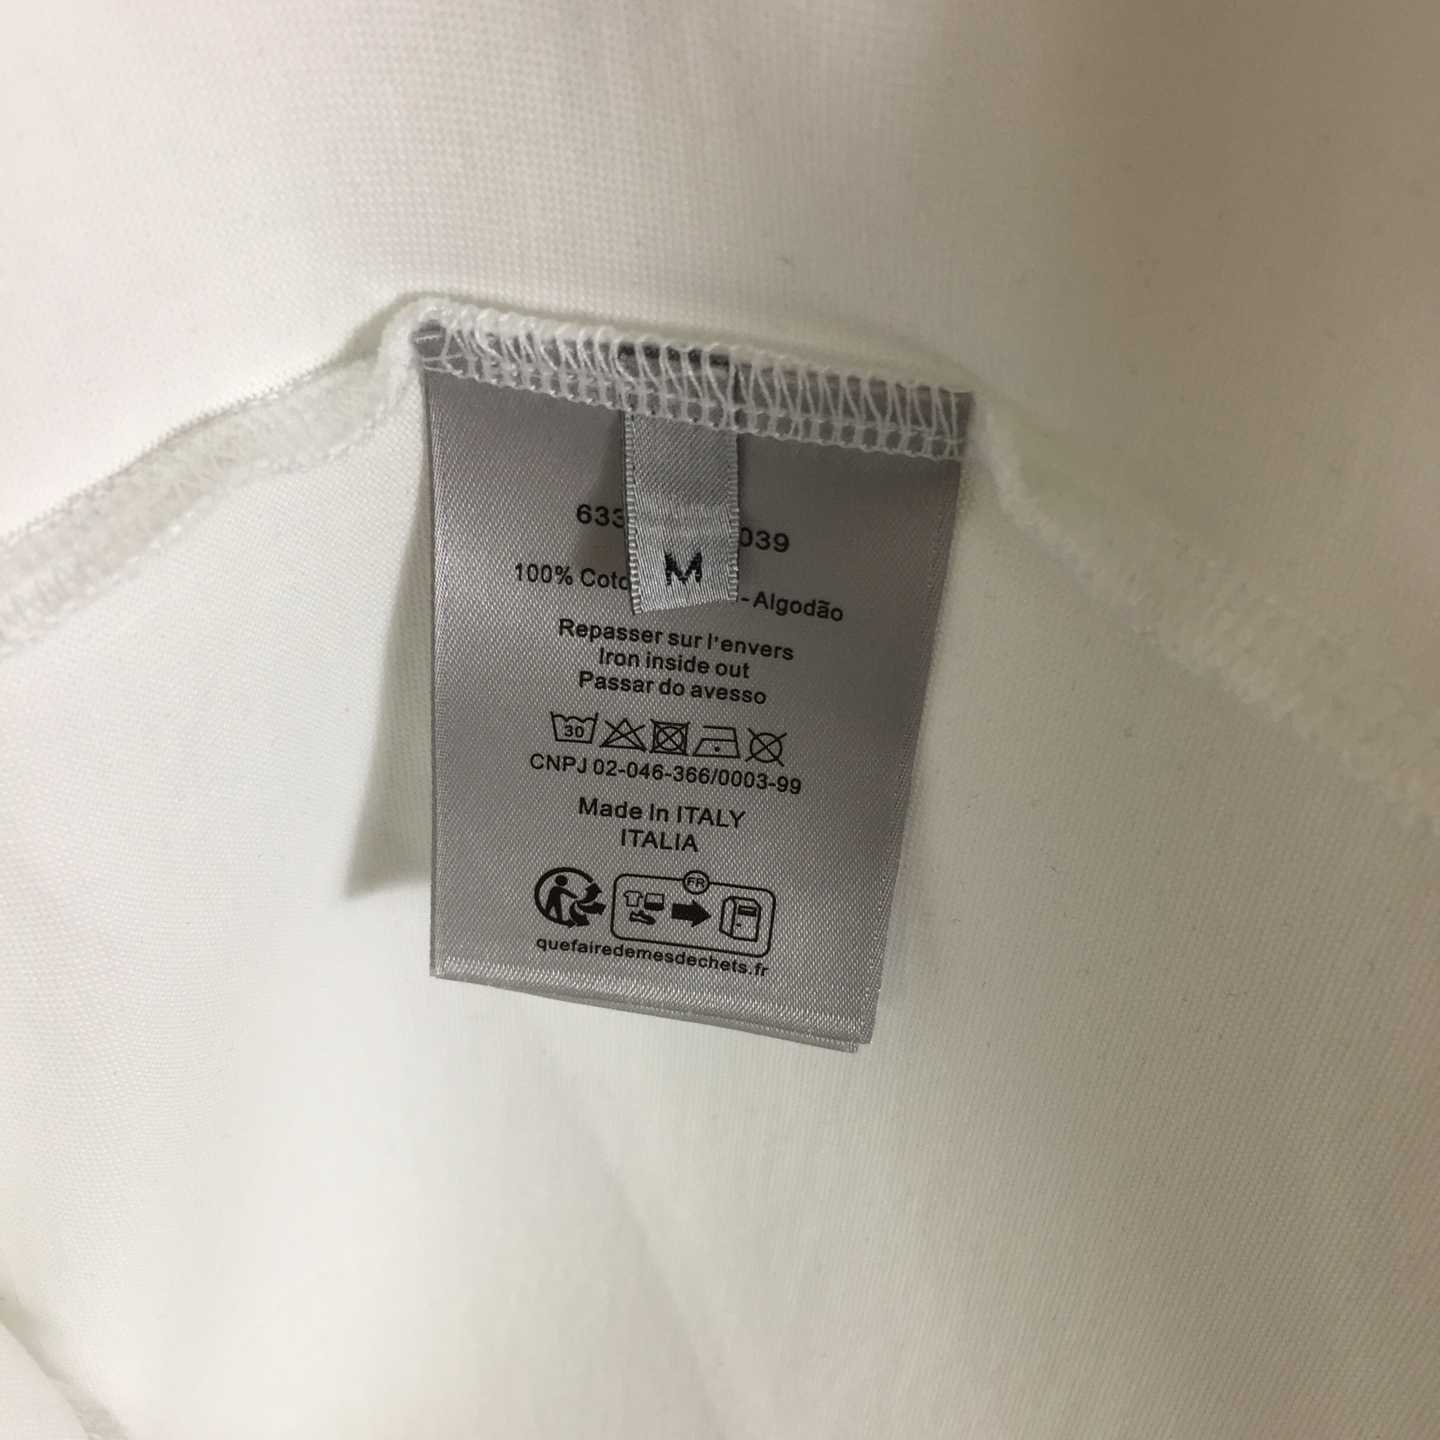 633 039
M
100% Coto - Algodão
Repasser sur l'envers
Iron inside out
Passar do avesso
30
CNPJ 02-046-366/0003-99
Made In ITALY
ITALIA
FR
quefairedemesdechets.fr